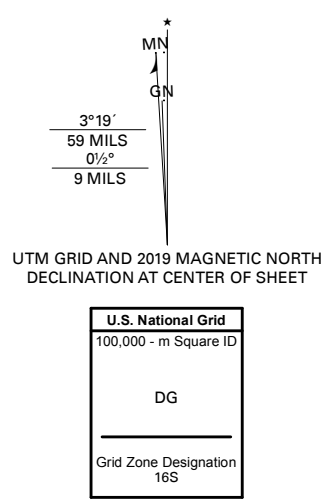 MN
GN
3°19´
59 MILS
0½°
9 MILS
UTM GRID AND 2019 MAGNETIC NORTH
DECLINATION AT CENTER OF SHEET
U.S. National Grid
100,000 - m Square ID
DG
Grid Zone Designation
16S